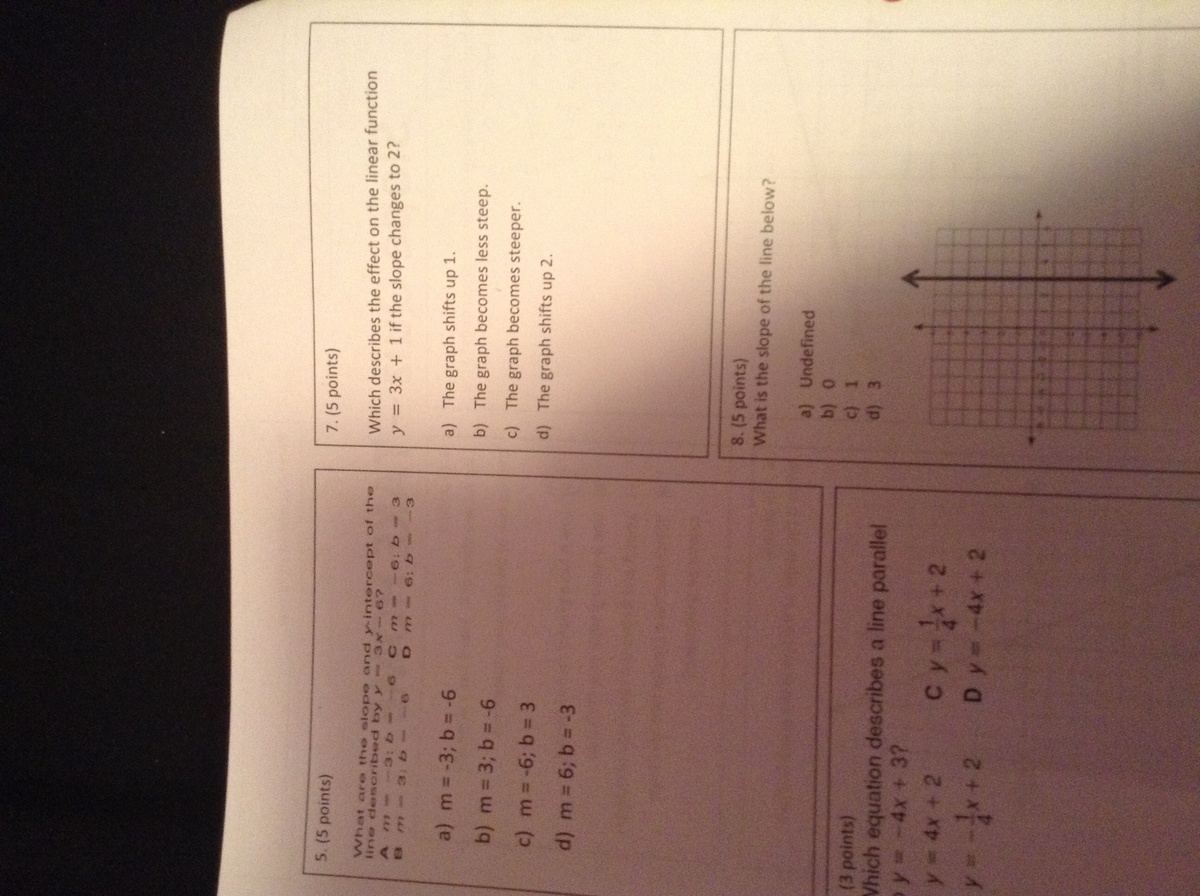 5. (5 points)
What are the slope and y-intercept of the
line described by y = 3x − 6?
A m = −3; b = −6 C m = −6; b = 3
B m = 3; b = −6 D m = 6; b = −3
a) m = -3; b = -6
b) m = 3; b = -6
c) m = -6; b = 3
d) m = 6; b = -3
(3 points)
Which equation describes a line parallel
y = −4x + 3?
y = 4x + 2 C y = 1/4 x + 2
y = −1/4 x + 2 D y = −4x + 2
7. (5 points)
Which describes the effect on the linear function
y = 3x + 1 if the slope changes to 2?
a) The graph shifts up 1.
b) The graph becomes less steep.
c) The graph becomes steeper.
d) The graph shifts up 2.
8. (5 points)
What is the slope of the line below?
a) Undefined
b) 0
c) 1
d) 3